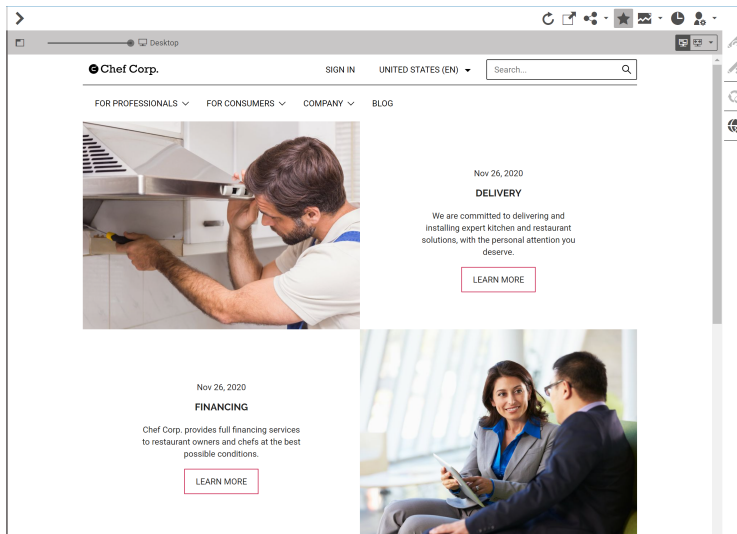 Desktop
Chef Corp.
SIGN IN
UNITED STATES (EN)
Search...
FOR PROFESSIONALS
FOR CONSUMERS
COMPANY
BLOG
Nov 26, 2020
DELIVERY
We are committed to delivering and
installing expert kitchen and restaurant
solutions, with the personal attention you
deserve.
LEARN MORE
Nov 26, 2020
FINANCING
Chef Corp. provides full financing services
to restaurant owners and chefs at the best
possible conditions.
LEARN MORE